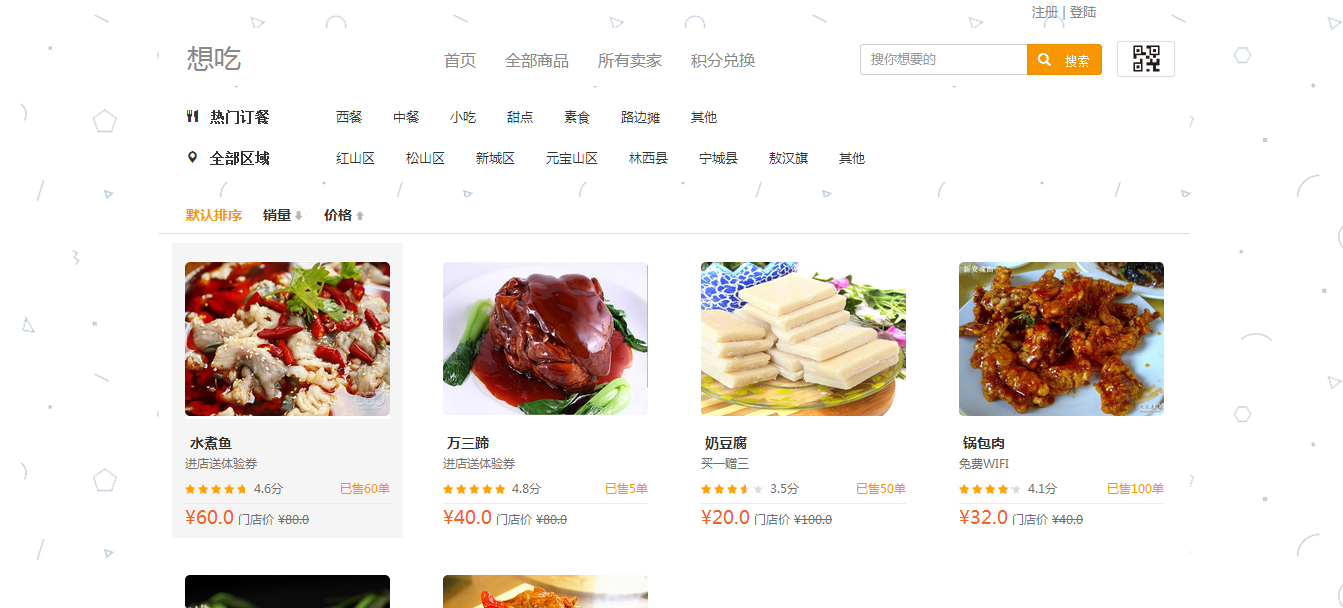 注册 | 登陆
想吃 首页 全部商品 所有卖家 积分兑换 搜你想要的 搜索
热门订餐 西餐 中餐 小吃 甜点 素食 路边摊 其他
全部区域 红山区 松山区 新城区 元宝山区 林西县 宁城县 敖汉旗 其他
默认排序 销量 价格
水煮鱼 万三蹄 奶豆腐 锅包肉
进店送体验券 进店送体验券 买一赠三 免费WIFI
4.6分 已售60单 4.8分 已售5单 3.5分 已售50单 4.1分 已售100单
¥60.0 门店价 ¥80.0 ¥40.0 门店价 ¥80.0 ¥20.0 门店价 ¥100.0 ¥32.0 门店价 ¥40.0